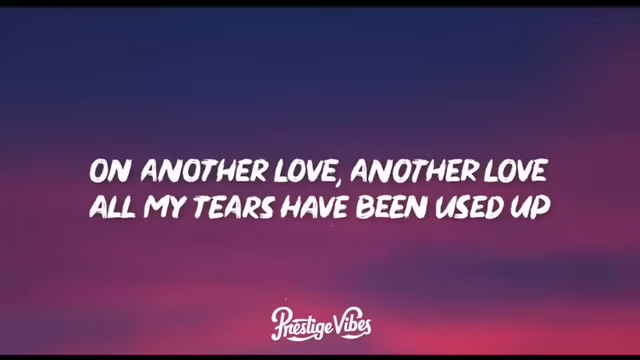 ON ANOTHER LOVE, ANOTHER LOVE
ALL MY TEARS HAVE BEEN USED UP
Prestige Vibes